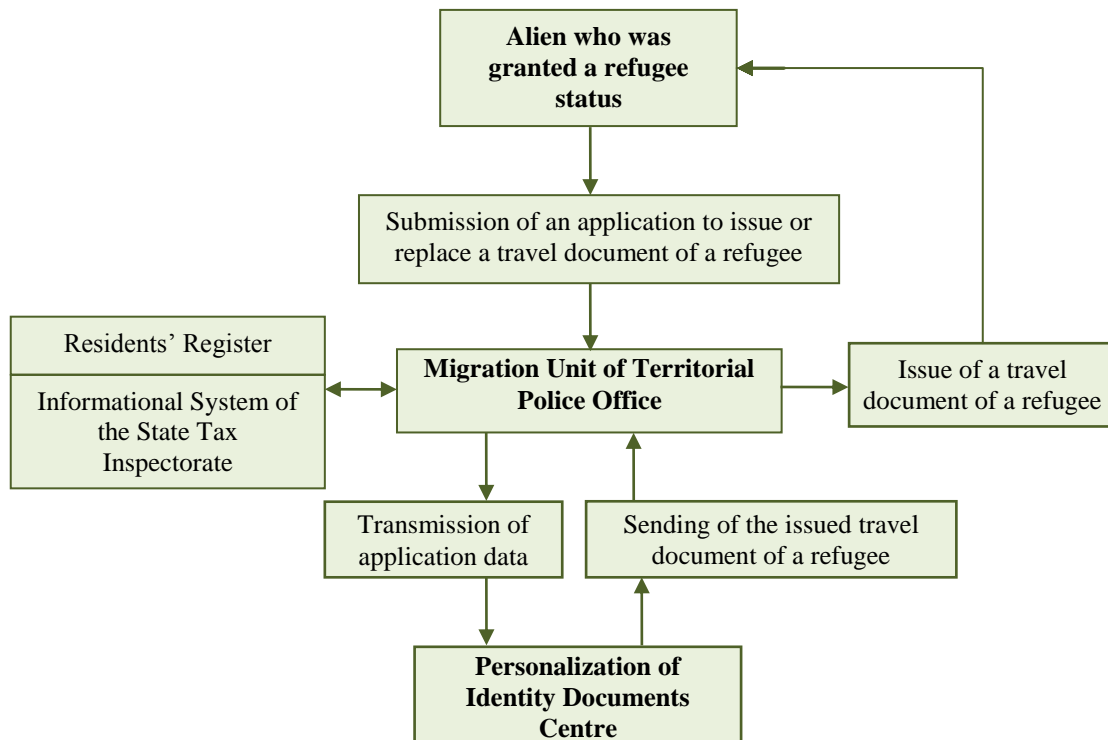 Alien who was
granted a refugee
status
Submission of an application to issue or
replace a travel document of a refugee
Residents’ Register
Informational System of
the State Tax
Inspectorate
Migration Unit of Territorial
Police Office
Issue of a travel
document of a refugee
Transmission of
application data
Sending of the issued travel
document of a refugee
Personalization of
Identity Documents
Centre